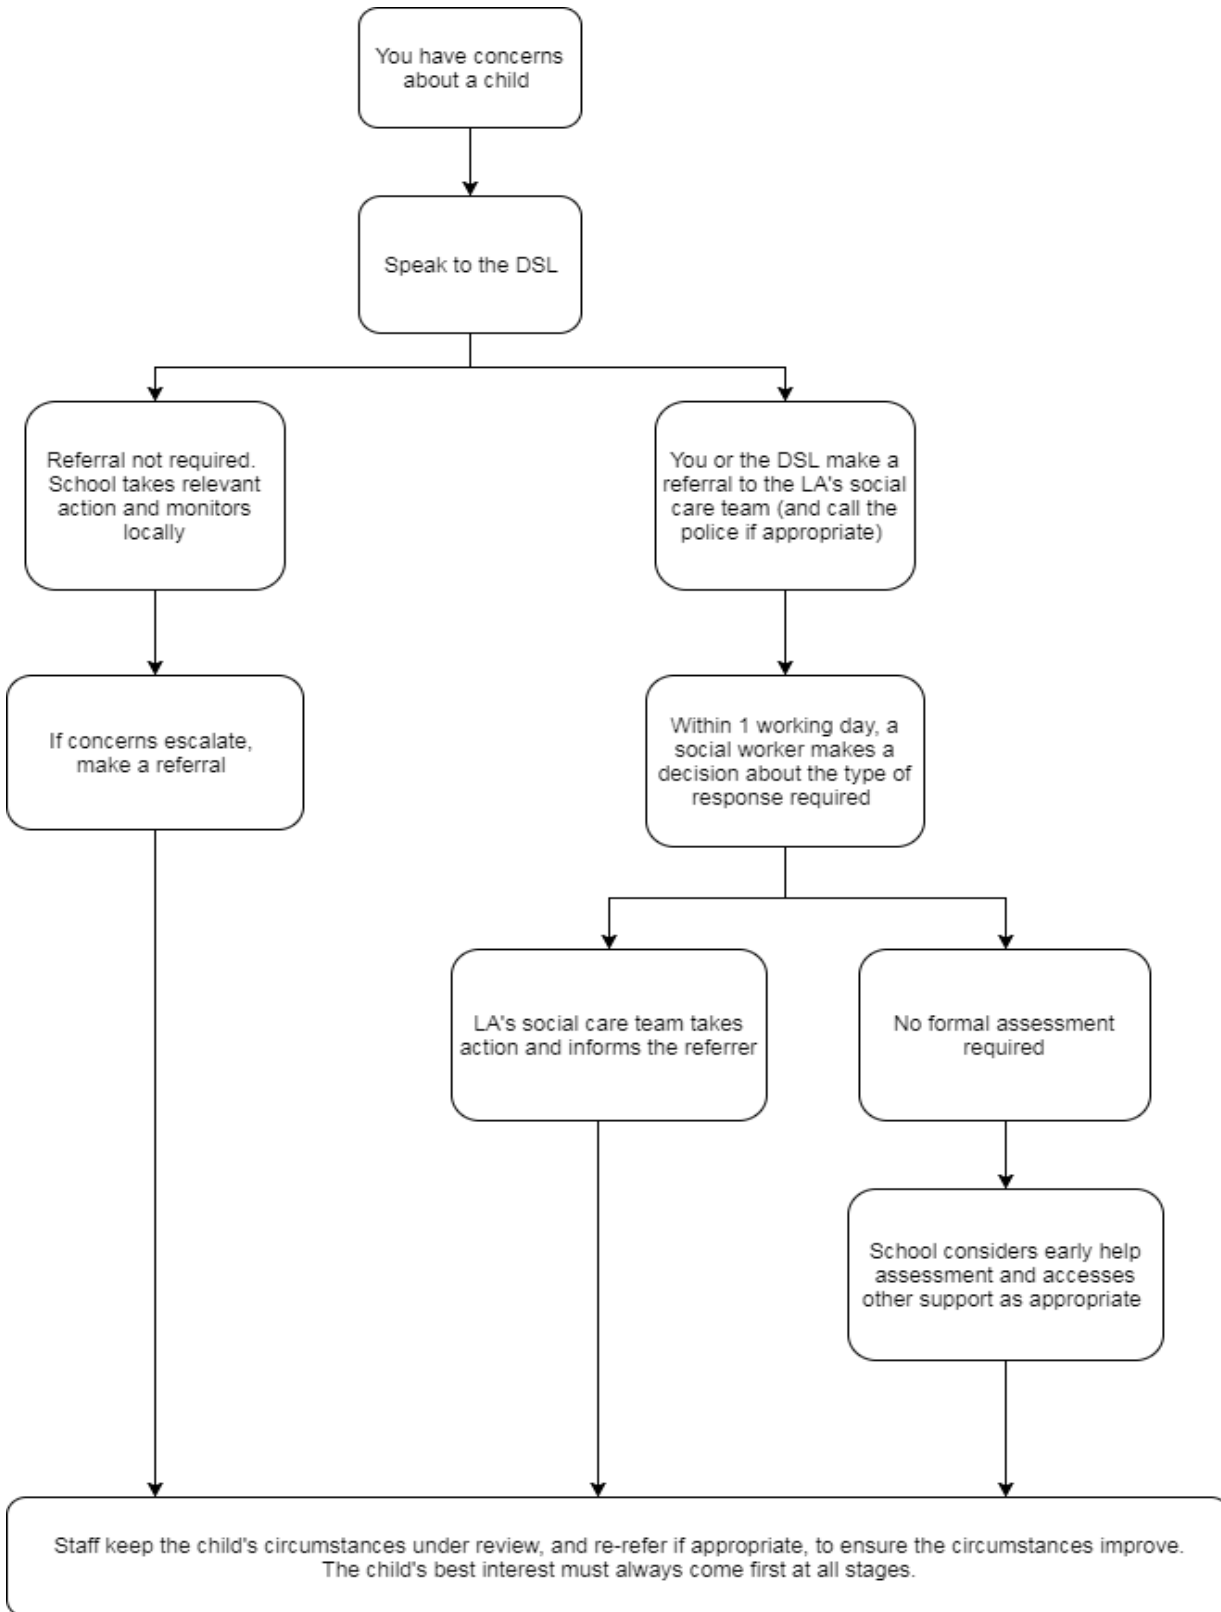 You have concerns
about a child
Speak to the DSL
Referral not required.
School takes relevant
action and monitors
locally
You or the DSL make a
referral to the LA's social
care team (and call the
police if appropriate)
If concerns escalate,
make a referral
Within 1 working day, a
social worker makes a
decision about the type of
response required
LA's social care team takes
action and informs the referrer
No formal assessment
required
School considers early help
assessment and accesses
other support as appropriate
Staff keep the child's circumstances under review, and re-refer if appropriate, to ensure the circumstances improve.
The child's best interest must always come first at all stages.